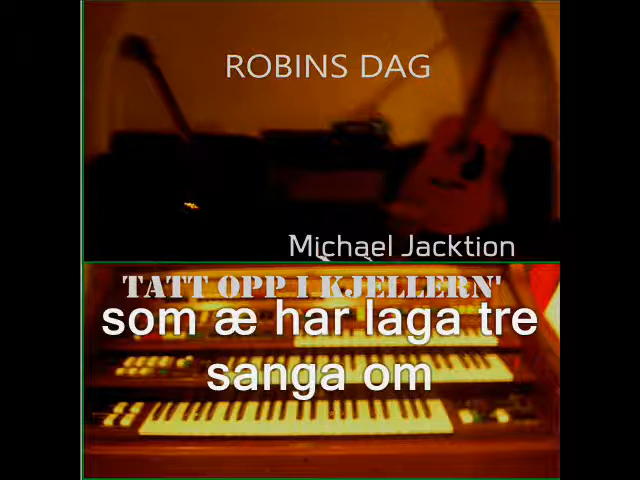 ROBINS DAG
Michael Jacktion
TATT OPP I KJELLERN'
som æ har laga tre
sanga om